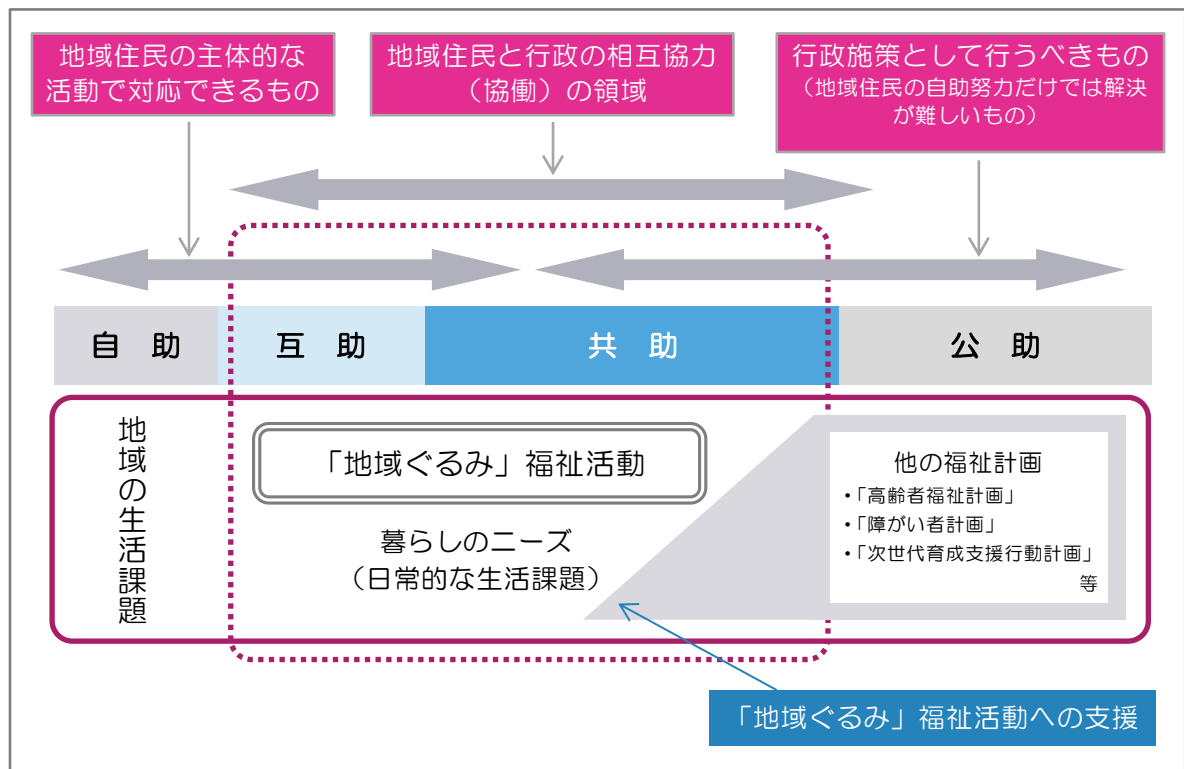 地域住民の主体的な
活動で対応できるもの
地域住民と行政の相互協力
（協働）の領域
行政施策として行うべきもの
（地域住民の自助努力だけでは解決
が難しいもの）
自　助
互　助
共　助
公　助
地域の生活課題
「地域ぐるみ」福祉活動
暮らしのニーズ
（日常的な生活課題）
他の福祉計画
・「高齢者福祉計画」
・「障がい者計画」
・「次世代育成支援行動計画」
等
「地域ぐるみ」福祉活動への支援